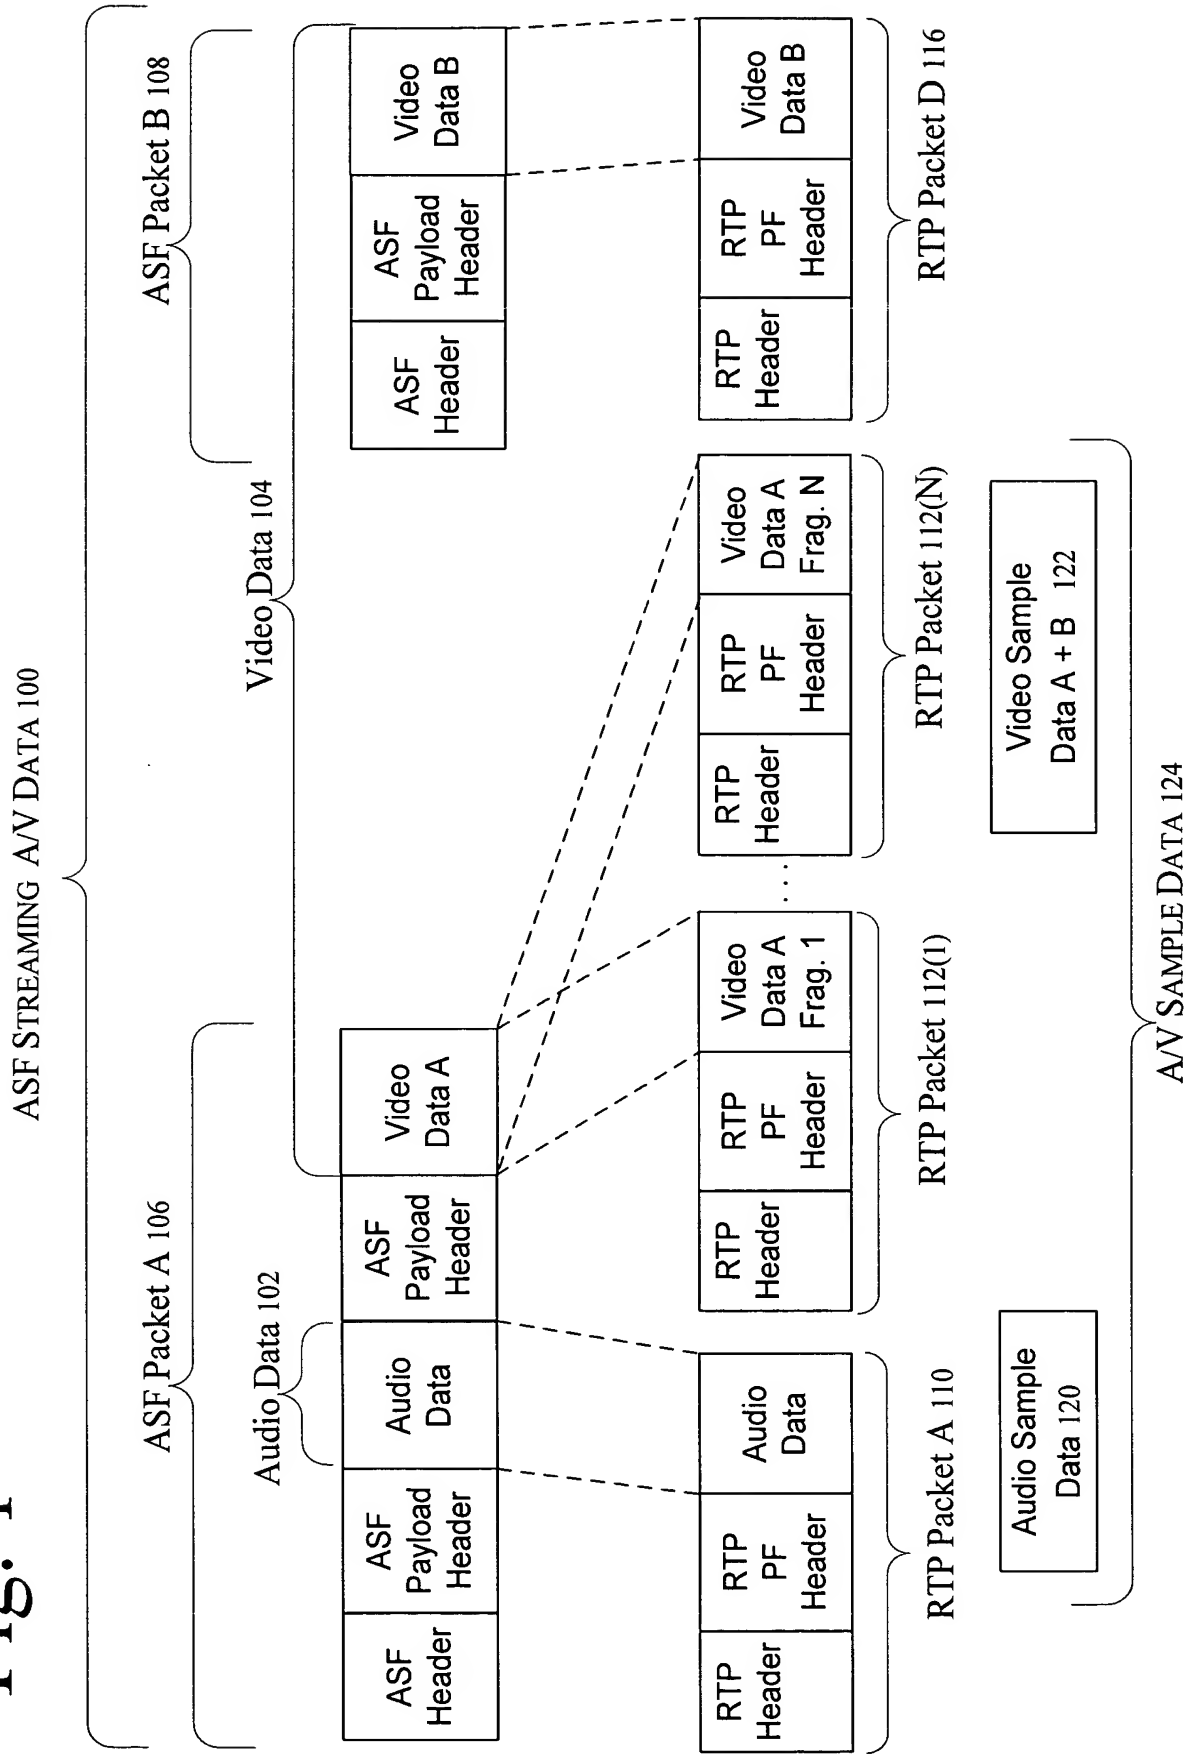 Fig. 1
ASF STREAMING A/V DATA 100
ASF Packet A 106
ASF Packet B 108
Audio Data 102
Video Data 104
ASF
Header
ASF
Payload
Header
Audio
Data
ASF
Payload
Header
Video
Data A
ASF
Header
ASF
Payload
Header
Video
Data B
RTP
Header
RTP
PF
Header
Audio
Data
RTP
Header
RTP
PF
Header
Video
Data A
Frag. 1
...
RTP
Header
RTP
PF
Header
Video
Data A
Frag. N
RTP
Header
RTP
PF
Header
Video
Data B
RTP Packet A 110
RTP Packet 112(1)
RTP Packet 112(N)
RTP Packet D 116
Audio Sample
Data 120
Video Sample
Data A + B 122
A/V SAMPLE DATA 124